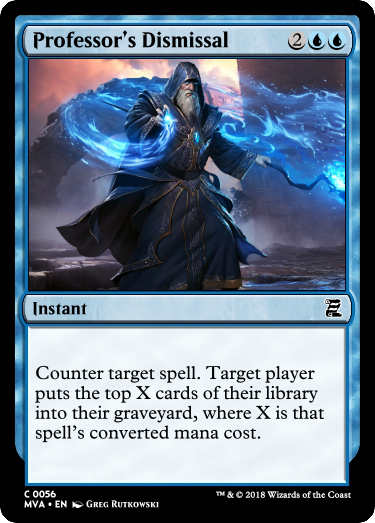 Professor's Dismissal 2
Instant
Counter target spell. Target player
puts the top X cards of their library
into their graveyard, where X is that
spell's converted mana cost.
C 0056
MVA • EN Greg Rutkowski
™ & © 2018 Wizards of the Coast